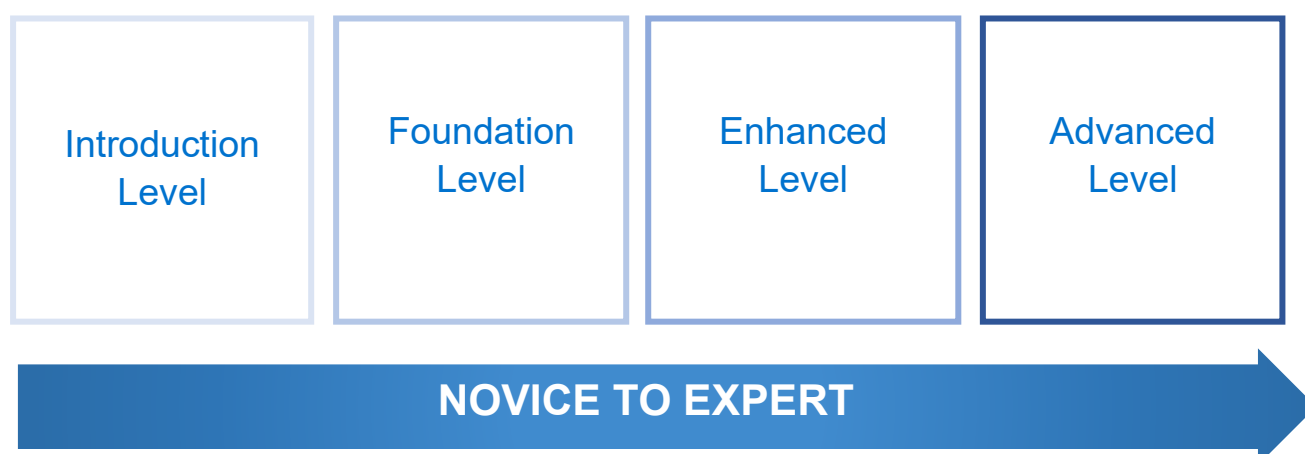 Introduction
Level
Foundation
Level
Enhanced
Level
Advanced
Level
NOVICE TO EXPERT